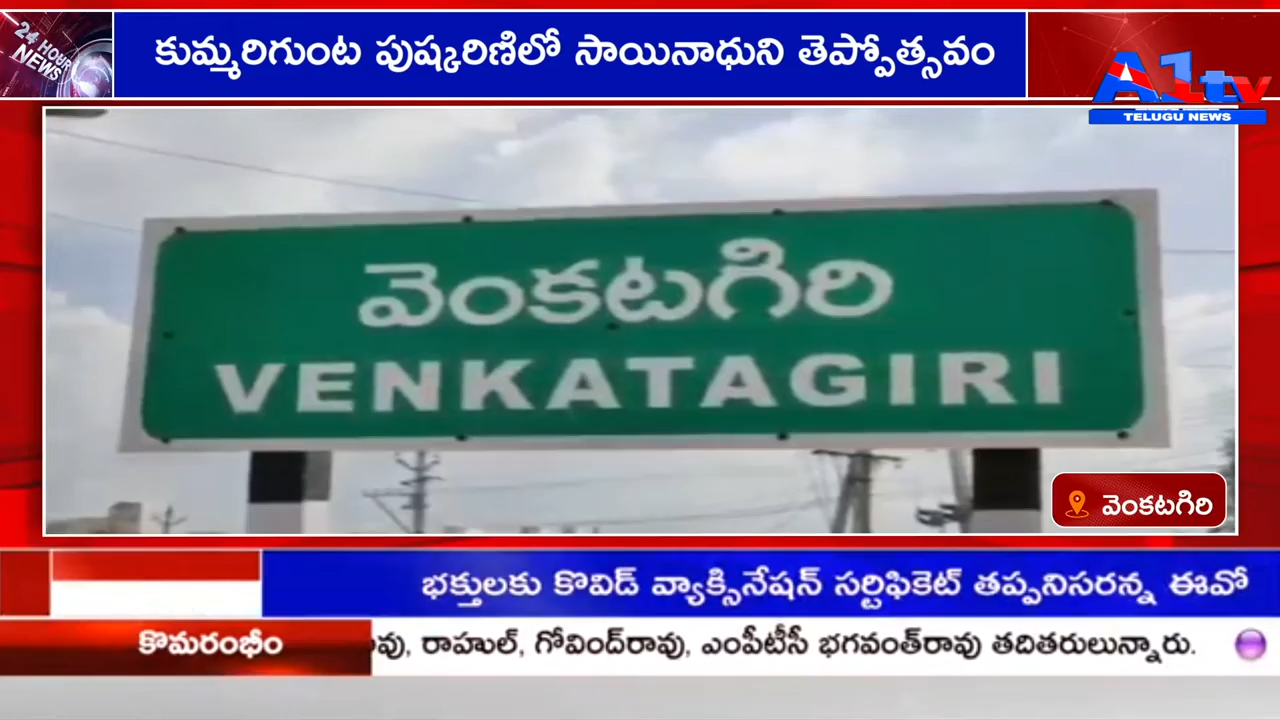 24 HOUR NEWS
కుమ్మరిగుంట పుష్కరిణిలో సాయినాధుని తెప్పోత్సవం
A1tv
TELUGU NEWS
వెంకటగిరి
VENKATAGIRI
వెంకటగిరి
భక్తులకు కొవిడ్ వ్యాక్సినేషన్ సర్టిఫికెట్ తప్పనిసరన్న ఈవో
కొమరంభీం
రాహుల్, గోవింద్‌రావు, ఎంపీటీసీ భగవంత్‌రావు తదితరులున్నారు.